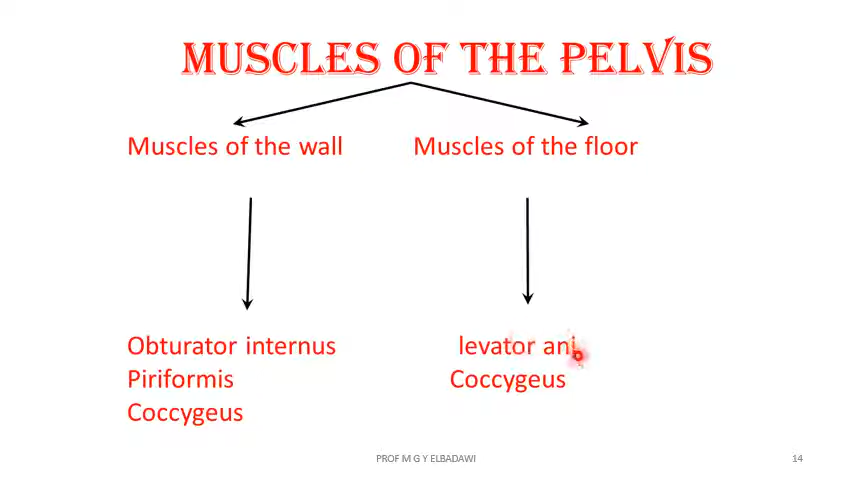 MUSCLES OF THE PELVIS
Muscles of the wall
Muscles of the floor
Obturator internus
Piriformis
Coccygeus
levator ani
Coccygeus
PROF M G Y ELBADAWI
14